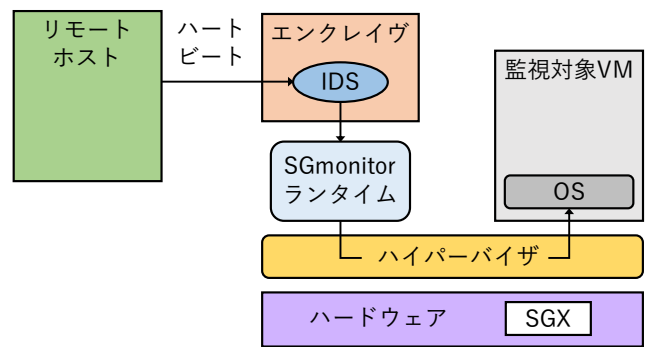 リモート
ホスト
ハート
ビート
エンクレイヴ
IDS
監視対象VM
SGmonitor
ランタイム
OS
ハイパーバイザ
ハードウェア
SGX